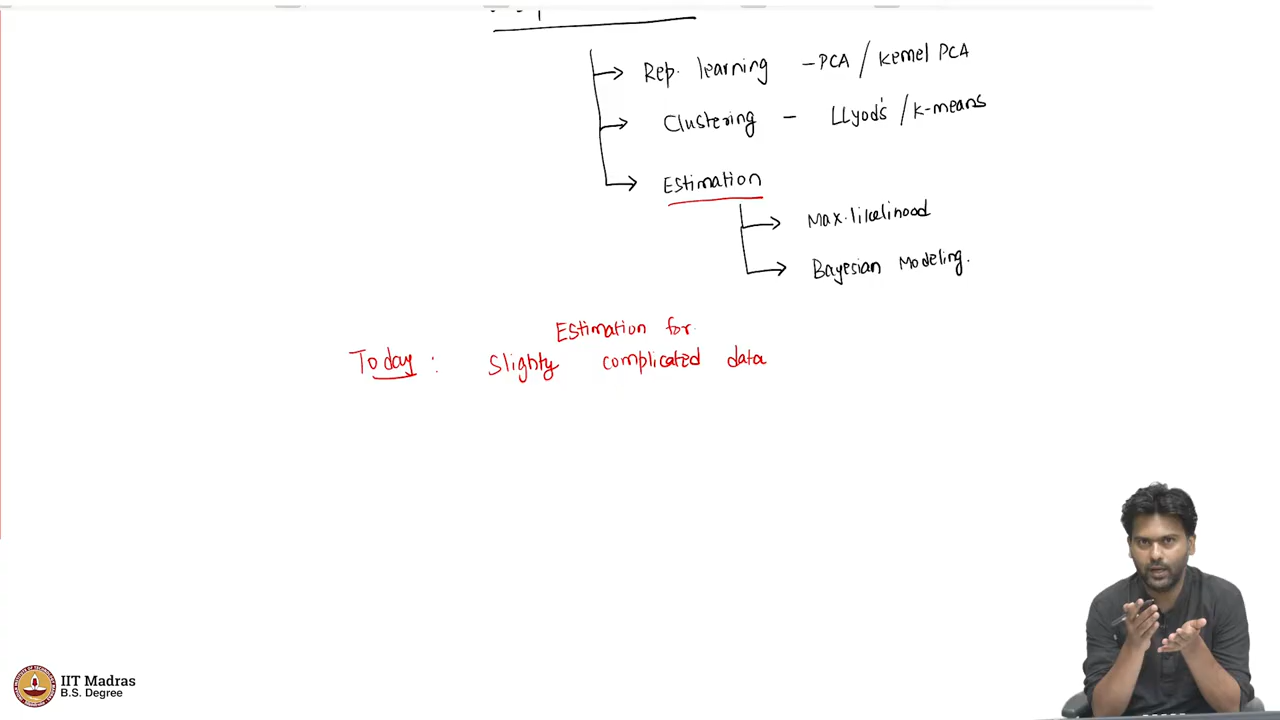 Rep. learning - PCA / kernel PCA
Clustering - LLyod's / k-means
Estimation
Max.likelihood
Bayesian Modeling.
Estimation for
Today : Slighty complicated data
IIT Madras
B.S. Degree